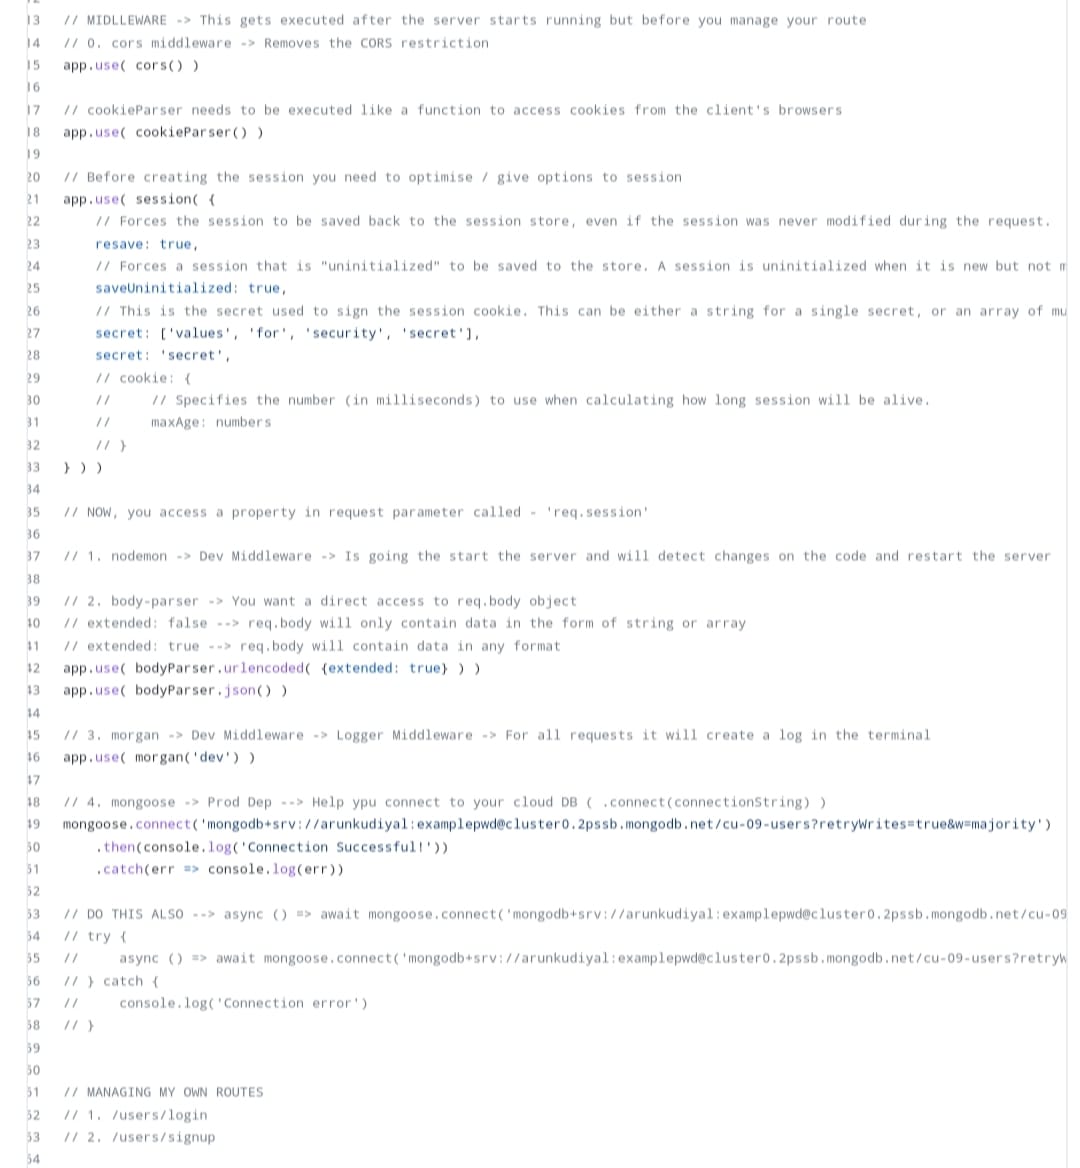 13 // MIDLLEWARE -> This gets executed after the server starts running but before you manage your route
14 // 0. cors middleware -> Removes the CORS restriction
15 app.use( cors() )
16
17 // cookieParser needs to be executed like a function to access cookies from the client's browsers
18 app.use( cookieParser() )
19
20 // Before creating the session you need to optimise / give options to session
21 app.use( session( {
22 // Forces the session to be saved back to the session store, even if the session was never modified during the request.
23 resave: true,
24 // Forces a session that is "uninitialized" to be saved to the store. A session is uninitialized when it is new but not
25 saveUninitialized: true,
26 // This is the secret used to sign the session cookie. This can be either a string for a single secret, or an array of mu
27 secret: ['values', 'for', 'security', 'secret'],
28 secret: 'secret',
29 // cookie: {
30 // // Specifies the number (in milliseconds) to use when calculating how long session will be alive.
31 // maxAge: numbers
32 // }
33 } ) )
34
35 // NOW, you access a property in request parameter called - 'req.session'
36
37 // 1. nodemon -> Dev Middleware -> Is going the start the server and will detect changes on the code and restart the server
38
39 // 2. body-parser -> You want a direct access to req.body object
40 // extended: false --> req.body will only contain data in the form of string or array
41 // extended: true --> req.body will contain data in any format
42 app.use( bodyParser.urlencoded( {extended: true} ) )
43 app.use( bodyParser.json() )
44
45 // 3. morgan -> Dev Middleware -> Logger Middleware -> For all requests it will create a log in the terminal
46 app.use( morgan('dev') )
47
48 // 4. mongoose -> Prod Dep --> Help ypu connect to your cloud DB ( .connect(connectionString) )
49 mongoose.connect('mongodb+srv://arunkudiyal:examplepwd@cluster0.2pssb.mongodb.net/cu-09-users?retryWrites=true&w=majority')
50 .then(console.log('Connection Successful!'))
51 .catch(err => console.log(err))
52
53 // DO THIS ALSO --> async () => await mongoose.connect('mongodb+srv://arunkudiyal:examplepwd@cluster0.2pssb.mongodb.net/cu-09
54 // try {
55 // async () => await mongoose.connect('mongodb+srv://arunkudiyal:examplepwd@cluster0.2pssb.mongodb.net/cu-09-users?retryW
56 // } catch {
57 // console.log('Connection error')
58 // }
59
60
61 // MANAGING MY OWN ROUTES
62 // 1. /users/login
63 // 2. /users/signup
64